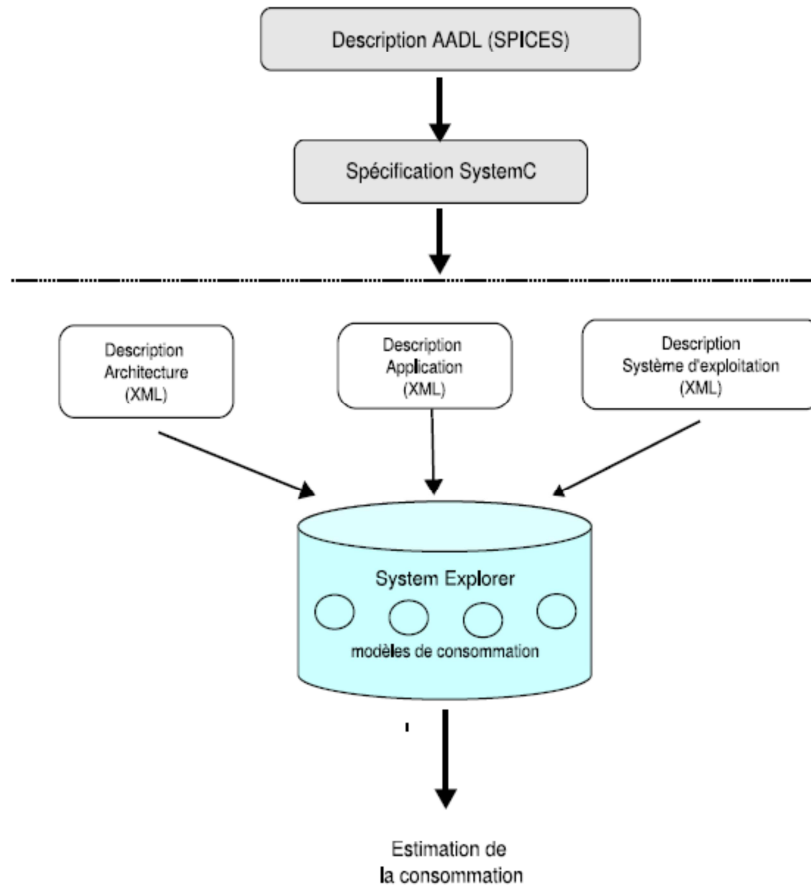 Description AADL (SPICES)
Spécification SystemC
Description
Architecture
(XML)
Description
Application
(XML)
Description
Système d'exploitation
(XML)
System Explorer
modèles de consommation
Estimation de
la consommation